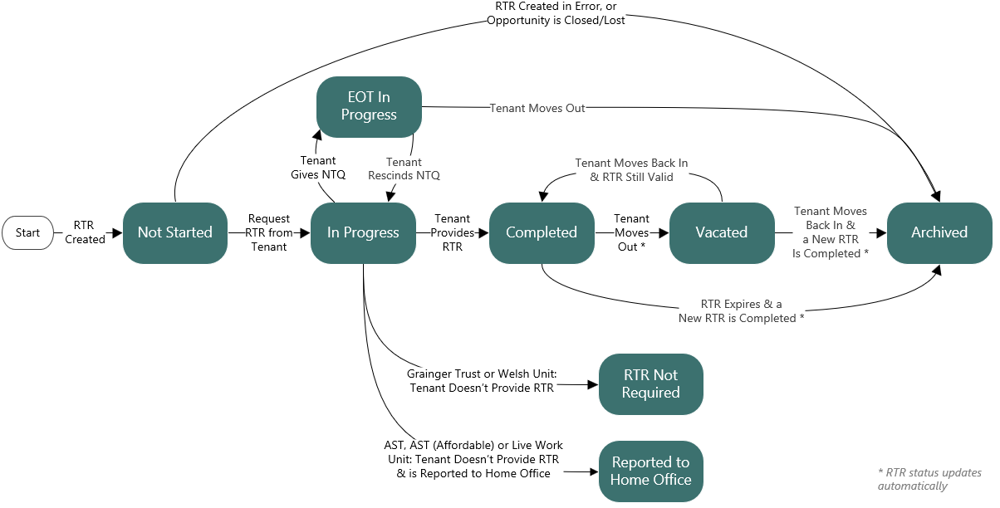 RTR Created in Error, or
Opportunity is Closed/Lost
EOT In
Progress
Tenant Moves Out
Tenant
Gives NTQ
Tenant
Rescinds NTQ
Tenant Moves Back In
& RTR Still Valid
Start
RTR
Created
Not Started
Request
RTR from
Tenant
In Progress
Tenant
Provides
RTR
Completed
Tenant
Moves
Out *
Vacated
Tenant Moves
Back In &
a New RTR
Is Completed *
Archived
RTR Expires & a
New RTR is Completed *
Grainger Trust or Welsh Unit:
Tenant Doesn't Provide RTR
RTR Not
Required
AST, AST (Affordable) or Live Work
Unit: Tenant Doesn't Provide RTR
& is Reported to Home Office
Reported to
Home Office
* RTR status updates
automatically